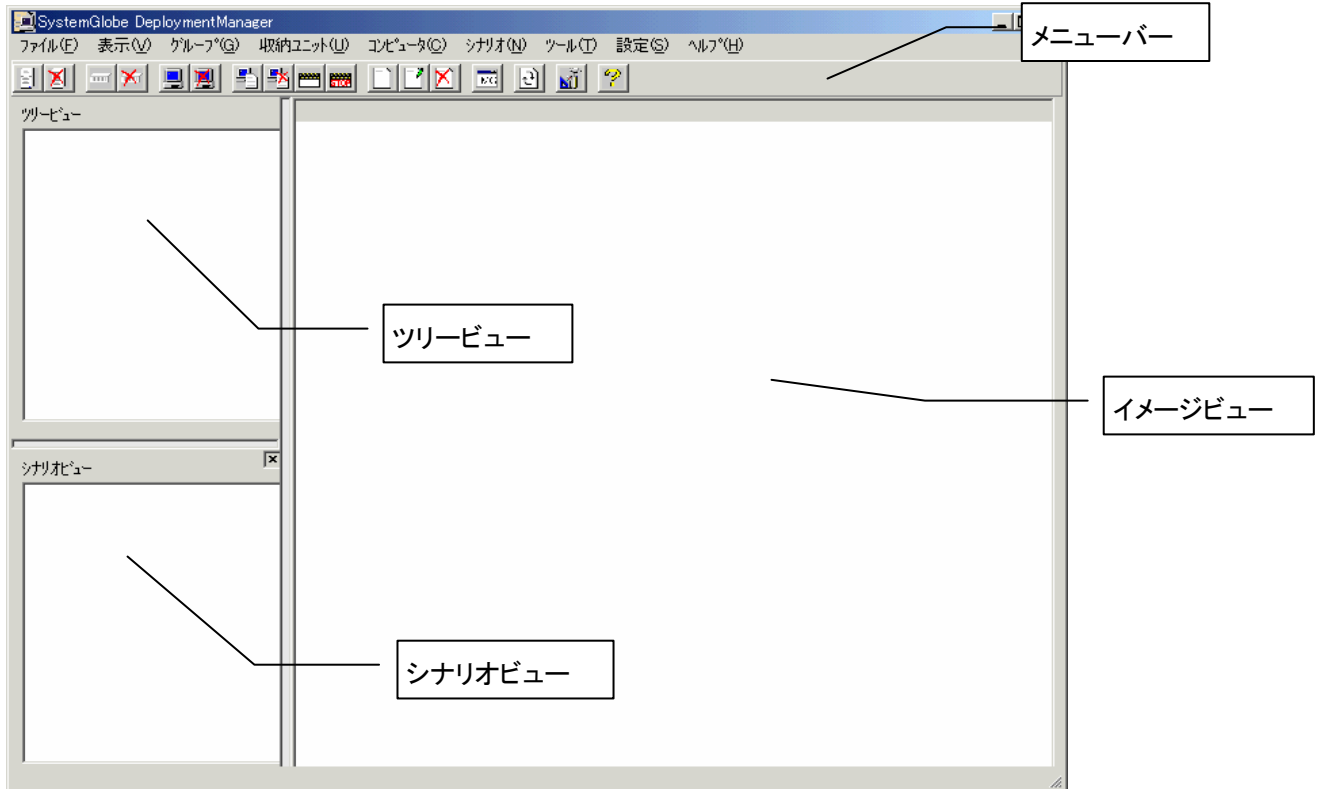 SystemGlobe DeploymentManager
ﾌｧｲﾙ(F) 表示(V) ｸﾞﾙｰﾌﾟ(G) 収納ﾕﾆｯﾄ(U) ｺﾝﾋﾟｭｰﾀ(C) ｼﾅﾘｵ(N) ﾂｰﾙ(T) 設定(S) ﾍﾙﾌﾟ(H)
メニューバー
ﾂﾘｰﾋﾞｭｰ
ツリービュー
イメージビュー
ｼﾅﾘｵﾋﾞｭｰ
シナリオビュー